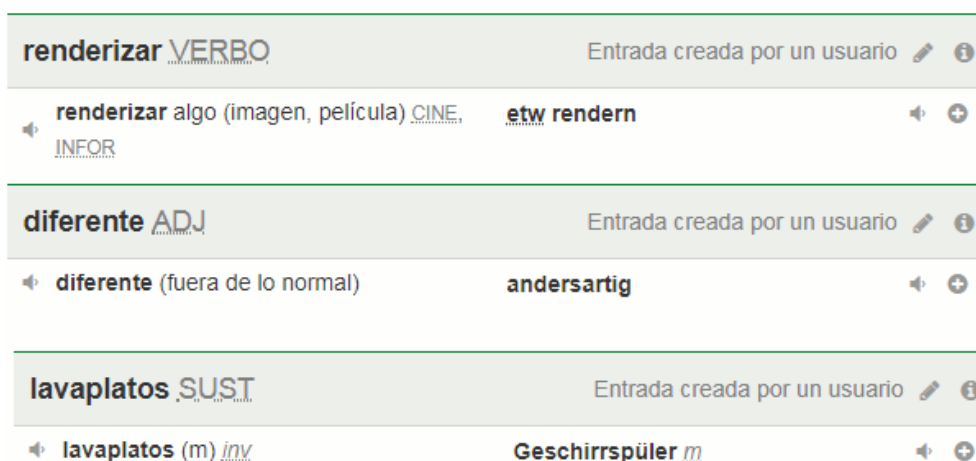 renderizar VERBO Entrada creada por un usuario
renderizar algo (imagen, película) CINE, etw rendern
INFOR
diferente ADJ Entrada creada por un usuario
diferente (fuera de lo normal) andersartig
lavaplatos SUST Entrada creada por un usuario
lavaplatos (m) inv Geschirrspüler m